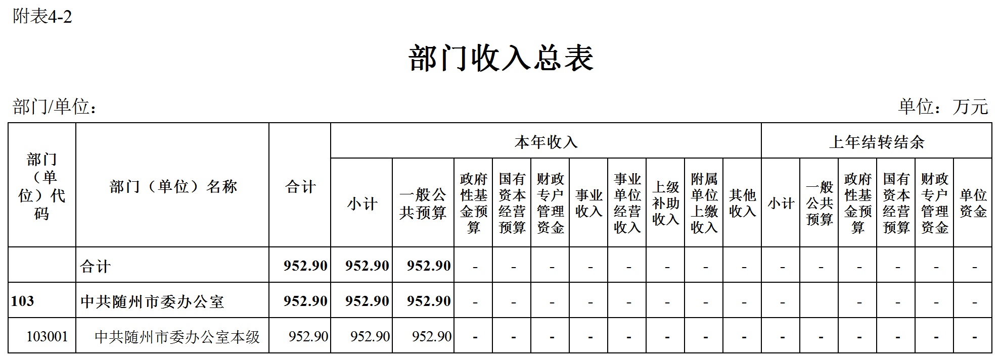 附表4-2
部门收入总表
部门/单位：
单位：万元
部门
（单
位）代
码
部门（单位）名称
合计
本年收入
上年结转结余
小计
一般公
共预算
政府
性基
金预
算
国有
资本
经营
预算
财政
专户
管理
资金
事业
收入
事业
单位
经营
收入
上级
补助
收入
附属
单位
上缴
收入
其他
收入
小计
一般
公共
预算
政府
性基
金预
算
国有
资本
经营
预算
财政
专户
管理
资金
单位
资金
合计 952.90 952.90 952.90 - - - - - - - - - - - - - -
103 中共随州市委办公室 952.90 952.90 952.90 - - - - - - - - - - - - -
103001 中共随州市委办公室本级 952.90 952.90 952.90 - - - - - - - - - - - - - -